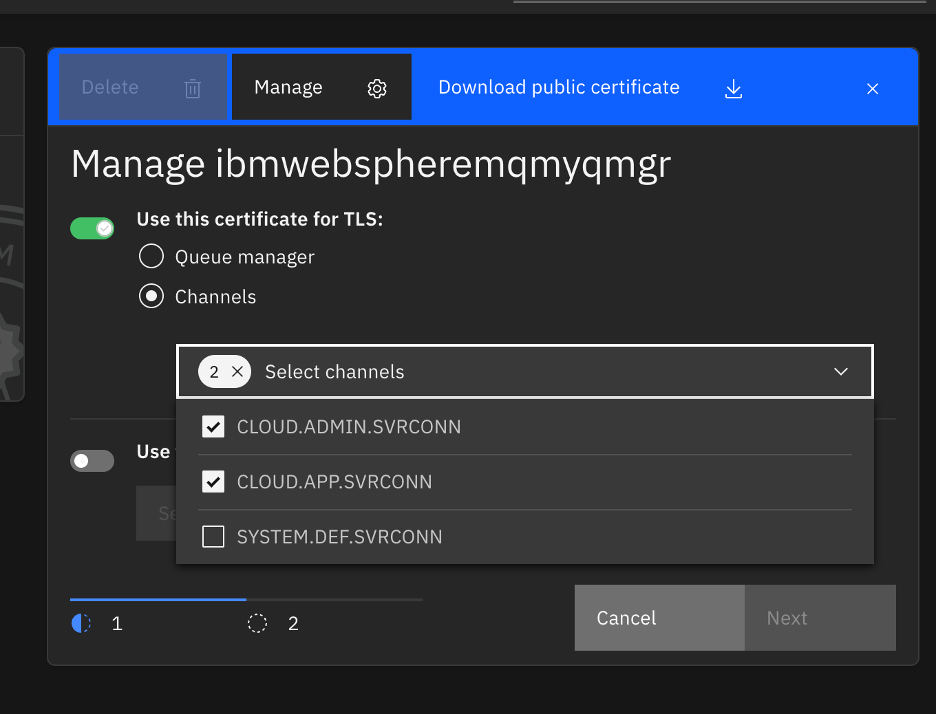 Delete
Manage
Download public certificate
Manage ibmwebspheremqmyqmgr
Use this certificate for TLS:
Queue manager
Channels
2 Select channels
CLOUD.ADMIN.SVRCONN
Use
CLOUD.APP.SVRCONN
SYSTEM.DEF.SVRCONN
1
2
Cancel
Next